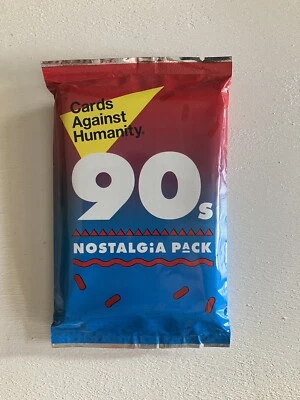 Cards
Against
Humanity.
90s
NOSTALGiA PACK